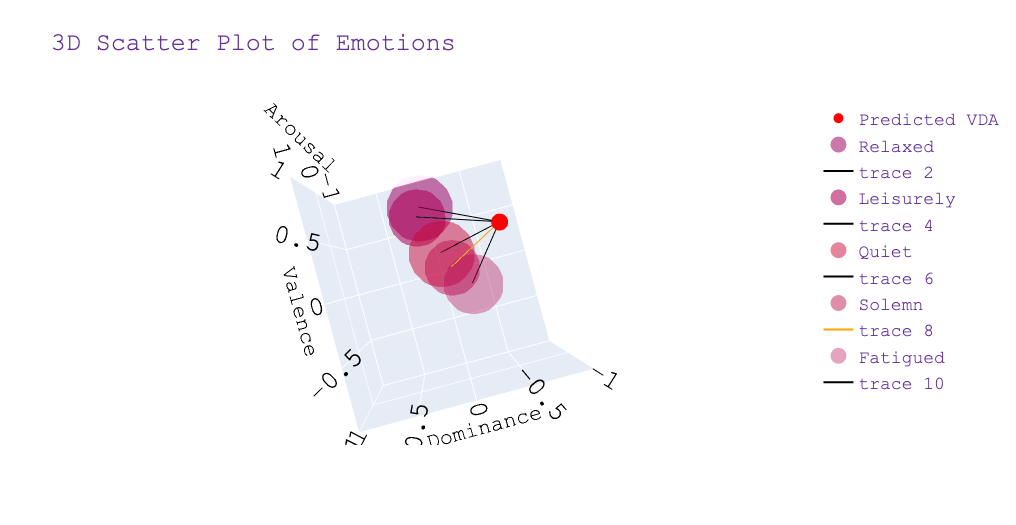 3D Scatter Plot of Emotions
Arousal
1
0
−1
1
0.5
0
−0.5
Valence
0.5
0
−0.5
−1
Dominance
Predicted VDA
Relaxed
trace 2
Leisurely
trace 4
Quiet
trace 6
Solemn
trace 8
Fatigued
trace 10